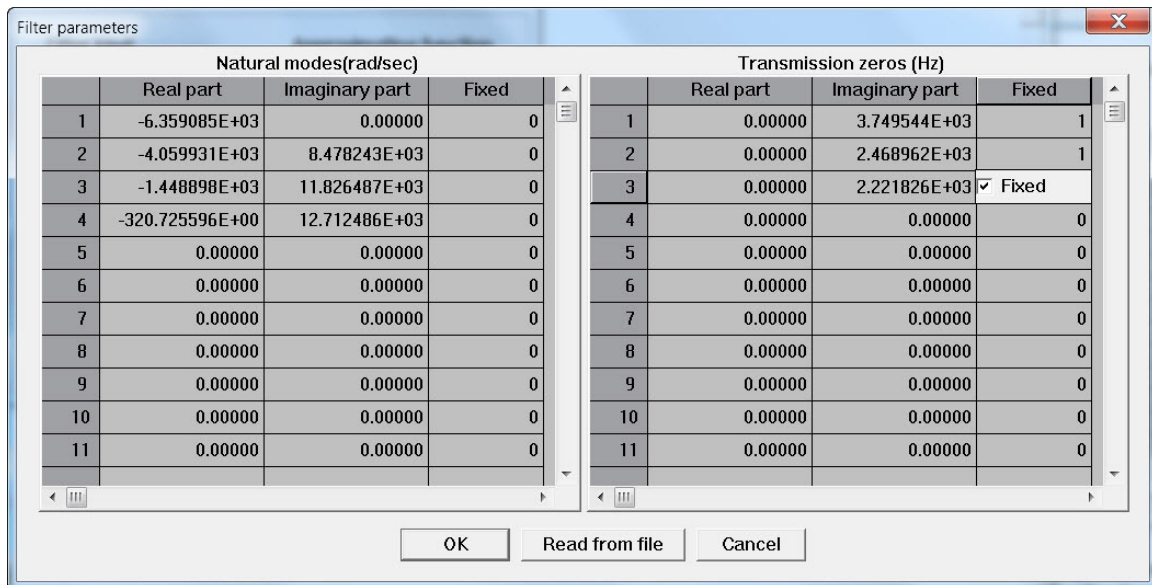 Filter parameters
Natural modes(rad/sec) Transmission zeros (Hz)
Real part Imaginary part Fixed Real part Imaginary part Fixed
1 -6.359085E+03 0.00000 0 1 0.00000 3.749544E+03 1
2 -4.059931E+03 8.478243E+03 0 2 0.00000 2.468962E+03 1
3 -1.448898E+03 11.826487E+03 0 3 0.00000 2.221826E+03 Fixed
4 -320.725596E+00 12.712486E+03 0 4 0.00000 0.00000 0
5 0.00000 0.00000 0 5 0.00000 0.00000 0
6 0.00000 0.00000 0 6 0.00000 0.00000 0
7 0.00000 0.00000 0 7 0.00000 0.00000 0
8 0.00000 0.00000 0 8 0.00000 0.00000 0
9 0.00000 0.00000 0 9 0.00000 0.00000 0
10 0.00000 0.00000 0 10 0.00000 0.00000 0
11 0.00000 0.00000 0 11 0.00000 0.00000 0
OK Read from file Cancel